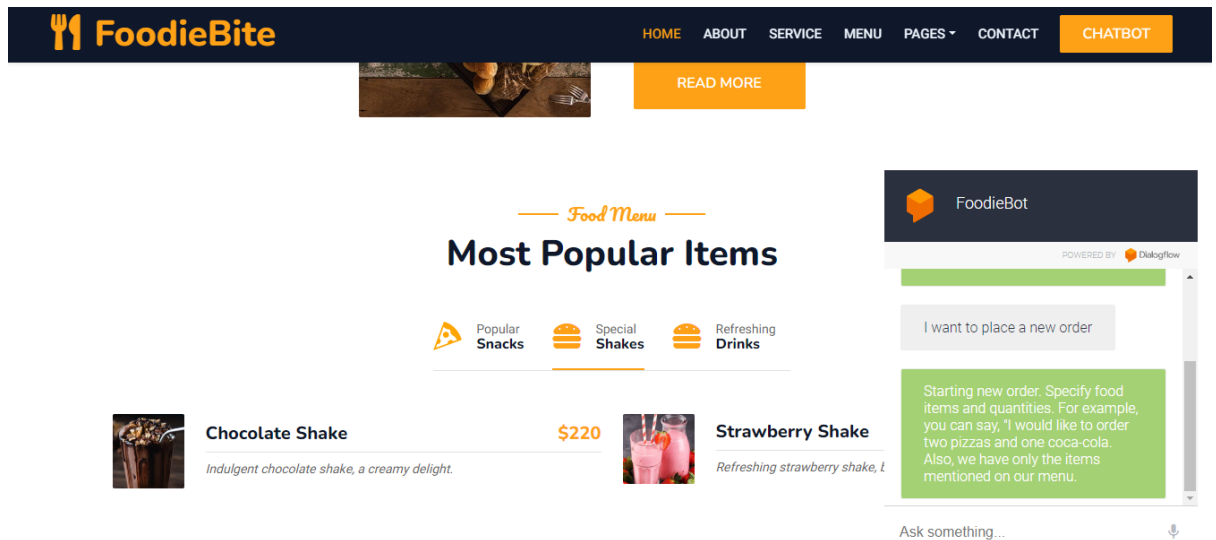 FoodieBite
HOME ABOUT SERVICE MENU PAGES CONTACT CHATBOT
READ MORE
Food Menu
Most Popular Items
Popular
Snacks
Special
Shakes
Refreshing
Drinks
Chocolate Shake $220
Indulgent chocolate shake, a creamy delight.
Strawberry Shake
Refreshing strawberry shake,
FoodieBot
POWERED BY Dialogflow
I want to place a new order
Starting new order. Specify food
items and quantities. For example,
you can say, "I would like to order
two pizzas and one coca-cola.
Also, we have only the items
mentioned on our menu.
Ask something...